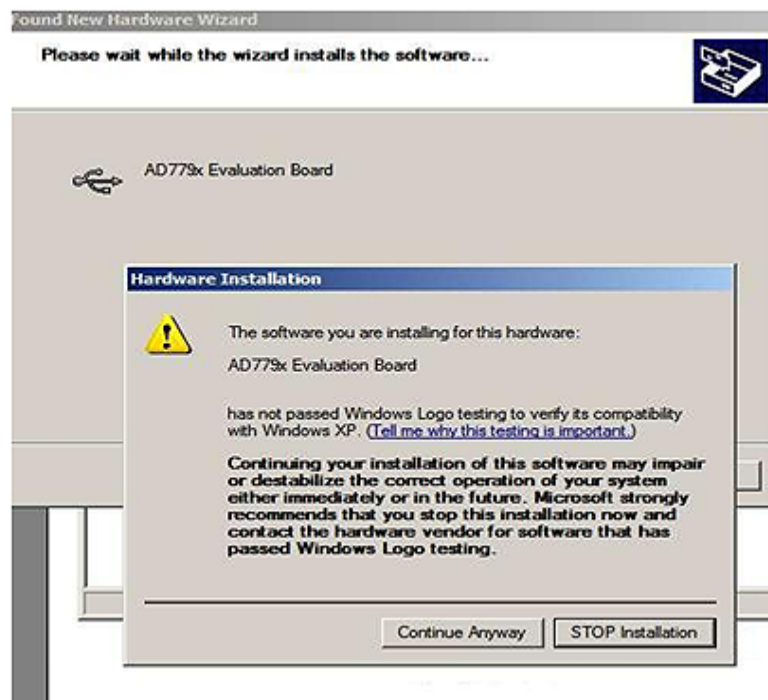 Found New Hardware Wizard
Please wait while the wizard installs the software...
AD779x Evaluation Board
Hardware Installation
The software you are installing for this hardware:
AD779x Evaluation Board
has not passed Windows Logo testing to verify its compatibility
with Windows XP. (Tell me why this testing is important.)
Continuing your installation of this software may impair
or destabilize the correct operation of your system
either immediately or in the future. Microsoft strongly
recommends that you stop this installation now and
contact the hardware vendor for software that has
passed Windows Logo testing.
Continue Anyway
STOP Installation